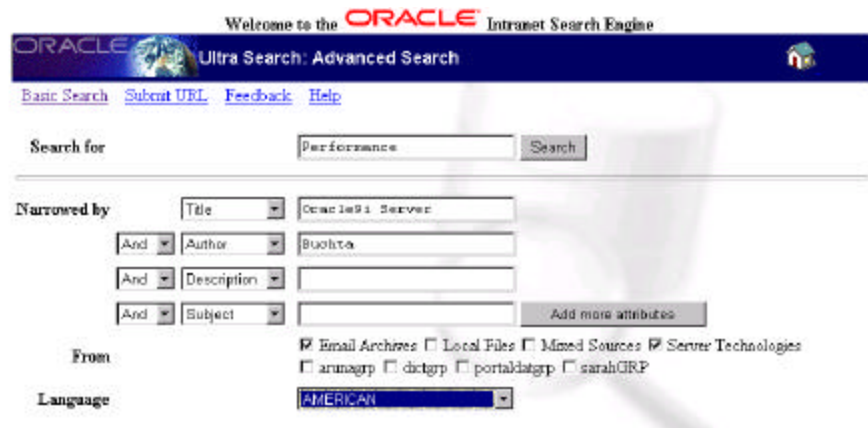 Welcome to the ORACLE Intranet Search Engine
ORACLE Ultra Search: Advanced Search
Basic Search Submit URL Feedback Help
Search for Performance Search
Narrowed by Title Oracle9i Server
And Author Buchta
And Description
And Subject Add more attributes
From Email Archives Local Files Mixed Sources Server Technologies
arunagrp dictgrp portaldatgrp sarahGRP
Language AMERICAN